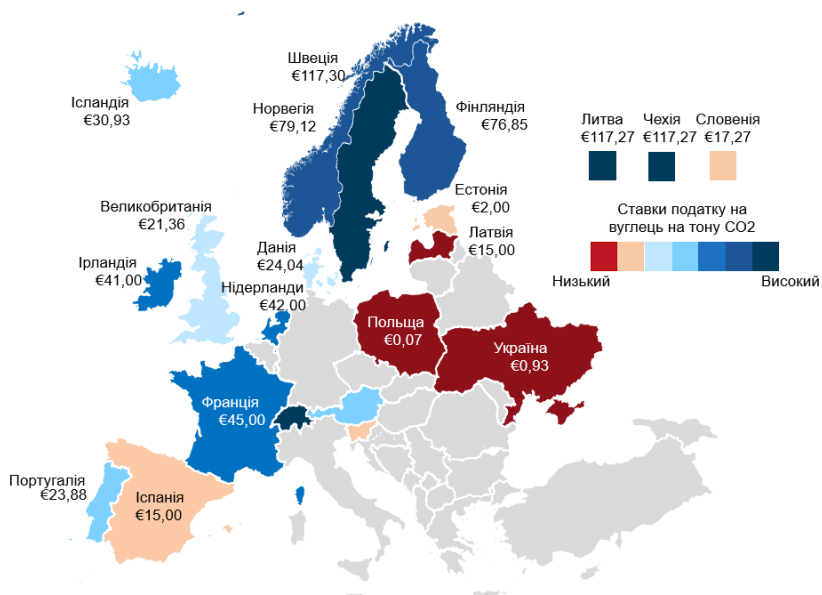 Швеція
€117,30
Ісландія
€30,93
Норвегія
€79,12
Фінляндія
€76,85
Литва
€117,27
Чехія
€117,27
Словенія
€17,27
Естонія
€2,00
Великобританія
€21,36
Ставки податку на
вуглець на тону CO2
Данія
€24,04
Латвія
€15,00
Ірландія
€41,00
Низький
Високий
Нідерланди
€42,00
Польща
€0,07
Україна
€0,93
Франція
€45,00
Португалія
€23,88
Іспанія
€15,00